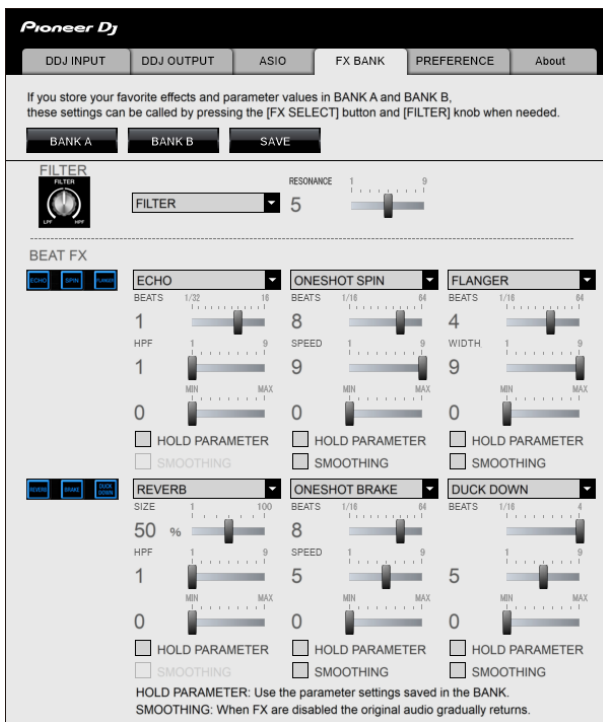 Pioneer Dj
DDJ INPUT DDJ OUTPUT ASIO FX BANK PREFERENCE About
If you store your favorite effects and parameter values in BANK A and BANK B,
these settings can be called by pressing the [FX SELECT] button and [FILTER] knob when needed.
BANK A BANK B SAVE
FILTER
FILTER
LPF HPF
FILTER
RESONANCE 1 9
5
BEAT FX
ECHO SPIN FLANGER
ECHO ONESHOT SPIN FLANGER
BEATS 1/32 16 BEATS 1/16 64 BEATS 1/16 64
1 8 4
HPF 1 9 SPEED 1 9 WIDTH 1 9
1 9 9
MIN MAX MIN MAX MIN MAX
0 0 0
HOLD PARAMETER HOLD PARAMETER HOLD PARAMETER
SMOOTHING SMOOTHING SMOOTHING
REVERB BRAKE DUCK DOWN
REVERB ONESHOT BRAKE DUCK DOWN
SIZE 1 100 BEATS 1/16 64 BEATS 1/16 4
50 % 8
HPF 1 9 SPEED 1 9 1 9
1 5 5
MIN MAX MIN MAX MIN MAX
0 0 0
HOLD PARAMETER HOLD PARAMETER HOLD PARAMETER
SMOOTHING SMOOTHING SMOOTHING
HOLD PARAMETER: Use the parameter settings saved in the BANK.
SMOOTHING: When FX are disabled the original audio gradually returns.